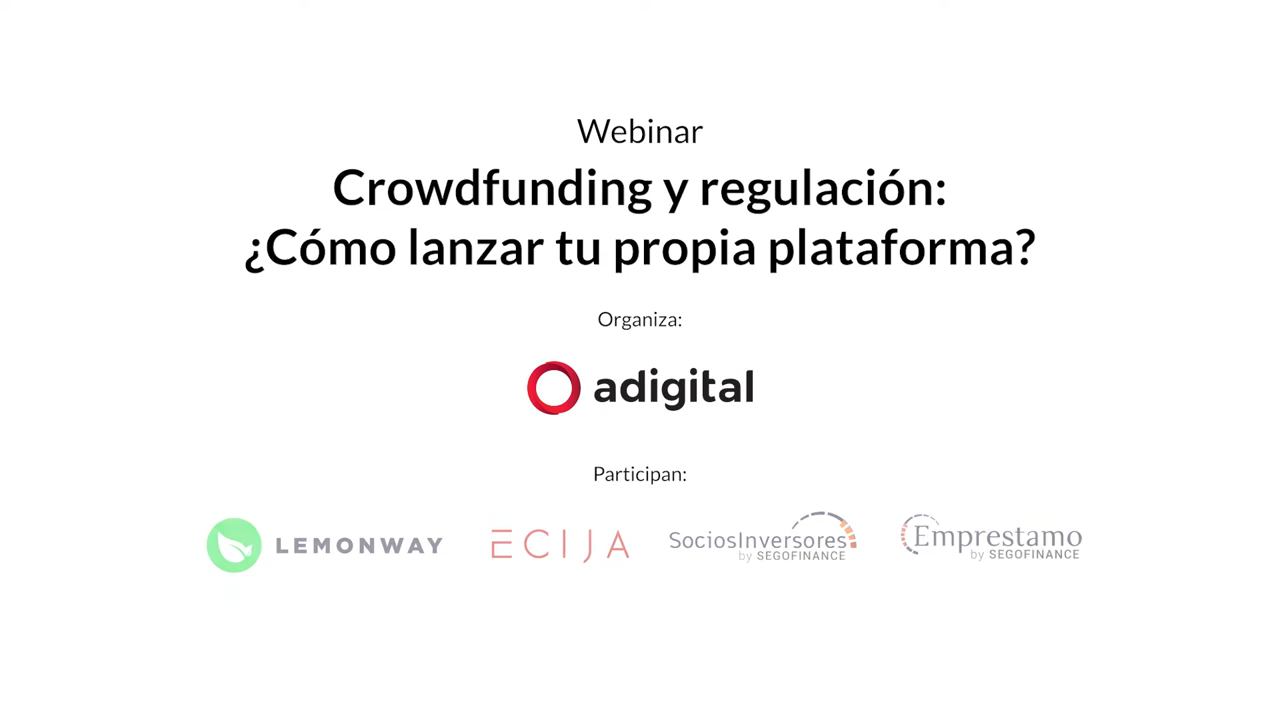 Webinar
Crowdfunding y regulación:
¿Cómo lanzar tu propia plataforma?
Organiza:
adigital
Participan:
LEMONWAY
ECIJA
SociosInversores
by SEGOFINANCE
Emprestamo
by SEGOFINANCE